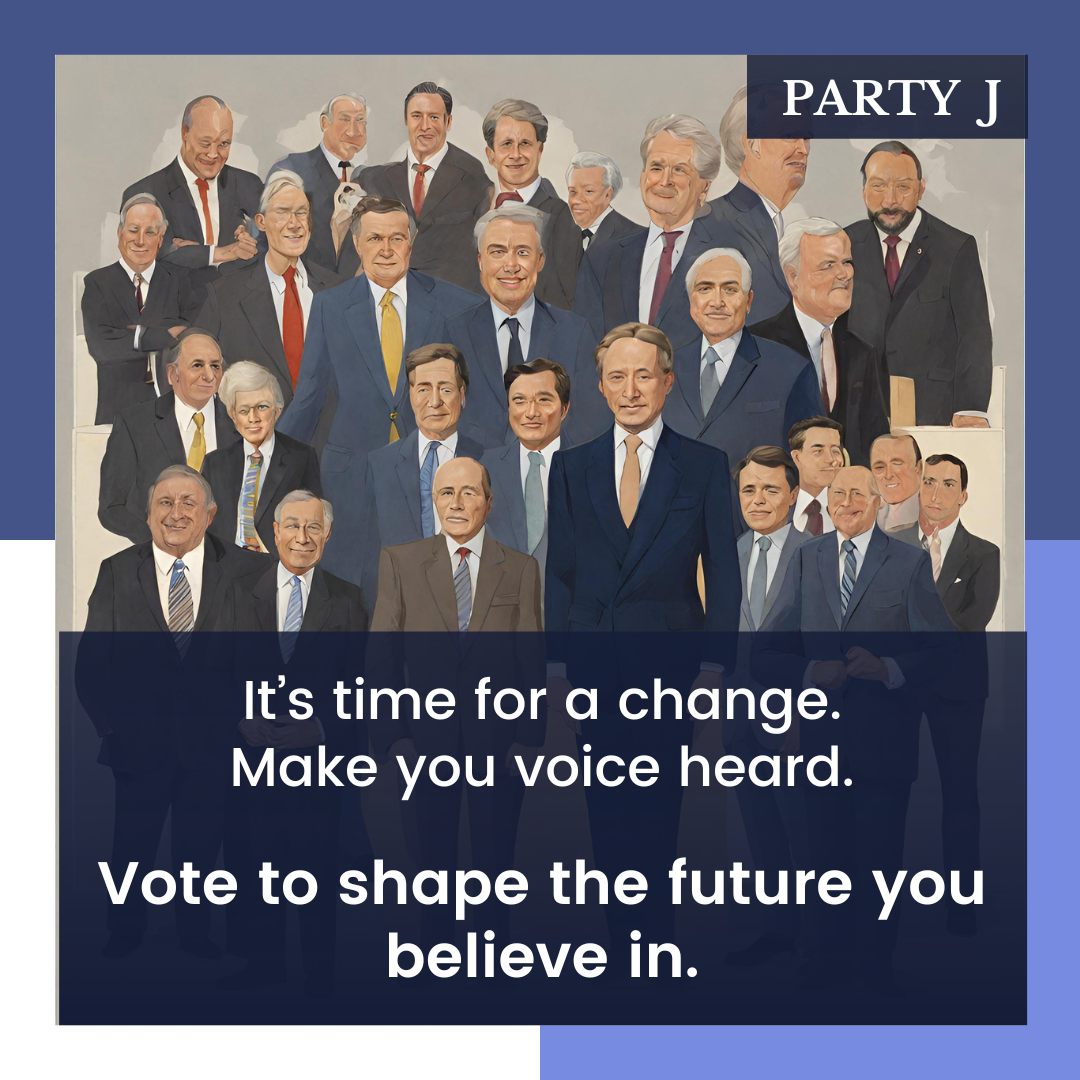 PARTY J
It’s time for a change.
Make you voice heard.
Vote to shape the future you
believe in.